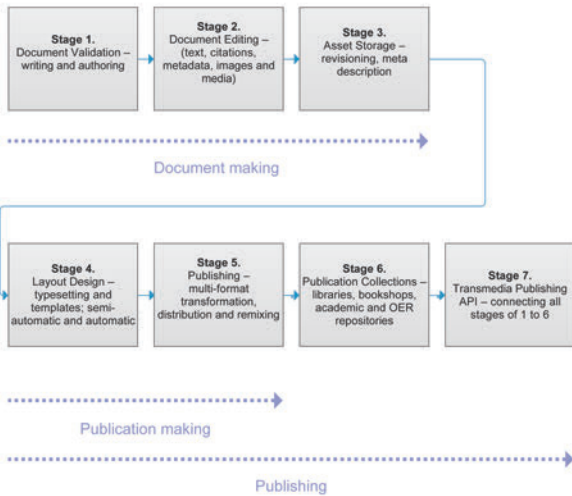 Stage 1.
Document Validation –
writing and authoring
Stage 2.
Document Editing –
(text, citations,
metadata, images and
media)
Stage 3.
Asset Storage –
revisioning, meta
description
Document making
Stage 4.
Layout Design –
typesetting and
templates; semi-
automatic and automatic
Stage 5.
Publishing –
multi-format
transformation,
distribution and remixing
Stage 6.
Publication Collections –
libraries, bookshops,
academic and OER
repositories
Stage 7.
Transmedia Publishing
API – connecting all
stages of 1 to 6
Publication making
Publishing